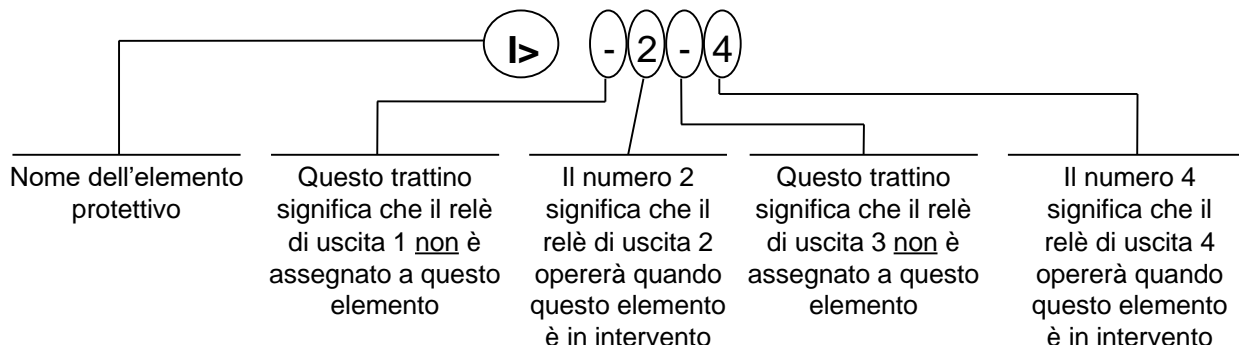 I> - 2 - 4
Nome dell'elemento
protettivo
Questo trattino
significa che il relè
di uscita 1 non è
assegnato a questo
elemento
Il numero 2
significa che il
relè di uscita 2
opererà quando
questo elemento
è in intervento
Questo trattino
significa che il relè
di uscita 3 non è
assegnato a questo
elemento
Il numero 4
significa che il
relè di uscita 4
opererà quando
questo elemento
è in intervento